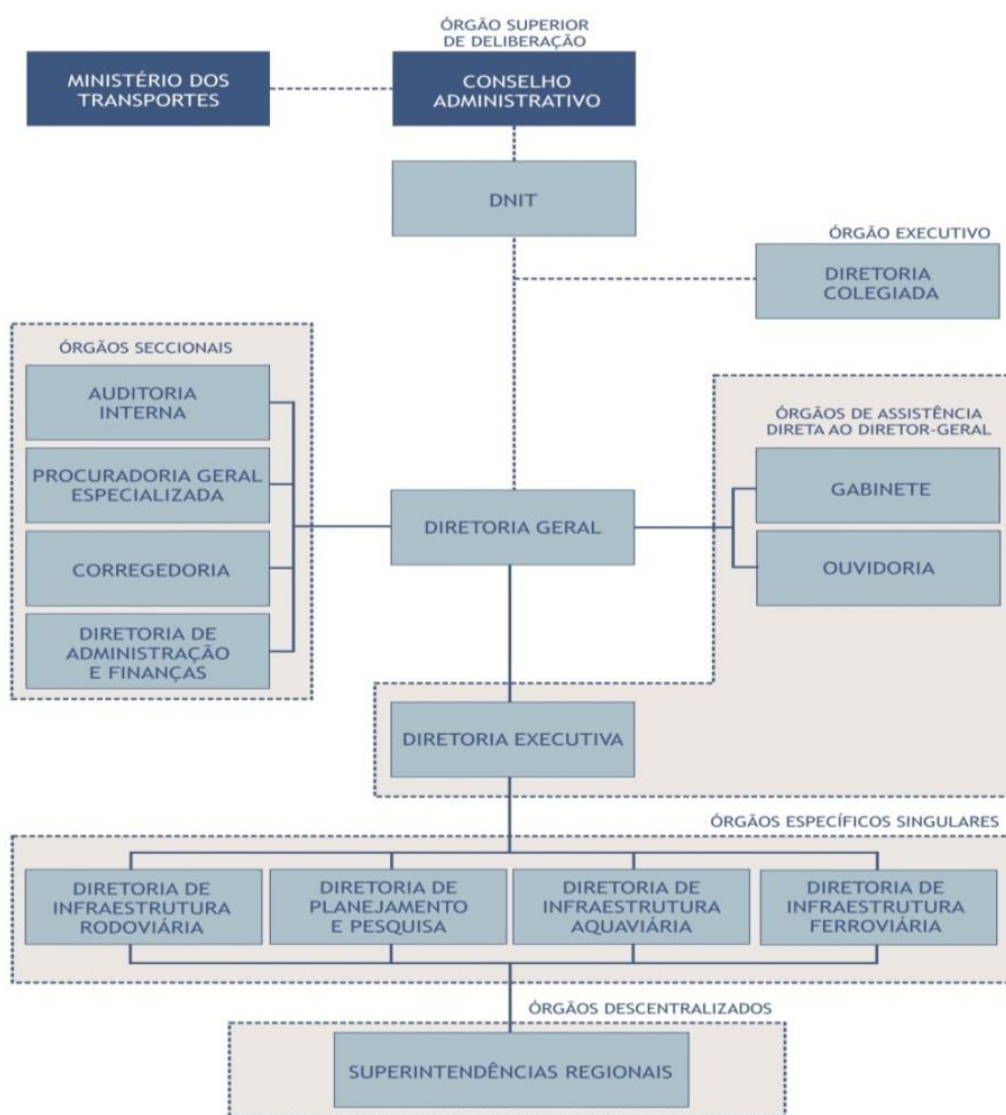 ÓRGÃO SUPERIOR
DE DELIBERAÇÃO
MINISTÉRIO DOS
TRANSPORTES
CONSELHO
ADMINISTRATIVO
DNIT
ÓRGÃO EXECUTIVO
DIRETORIA
COLEGIADA
ÓRGÃOS SECCIONAIS
AUDITORIA
INTERNA
PROCURADORIA GERAL
ESPECIALIZADA
CORREGEDORIA
DIRETORIA DE
ADMINISTRAÇÃO
E FINANÇAS
DIRETORIA GERAL
ÓRGÃOS DE ASSISTÊNCIA
DIRETA AO DIRETOR-GERAL
GABINETE
OUVIDORIA
DIRETORIA EXECUTIVA
ÓRGÃOS ESPECÍFICOS SINGULARES
DIRETORIA DE
INFRAESTRUTURA
RODOVIÁRIA
DIRETORIA DE
PLANEJAMENTO
E PESQUISA
DIRETORIA DE
INFRAESTRUTURA
AQUAVIÁRIA
DIRETORIA DE
INFRAESTRUTURA
FERROVIÁRIA
ÓRGÃOS DESCENTRALIZADOS
SUPERINTENDÊNCIAS REGIONAIS